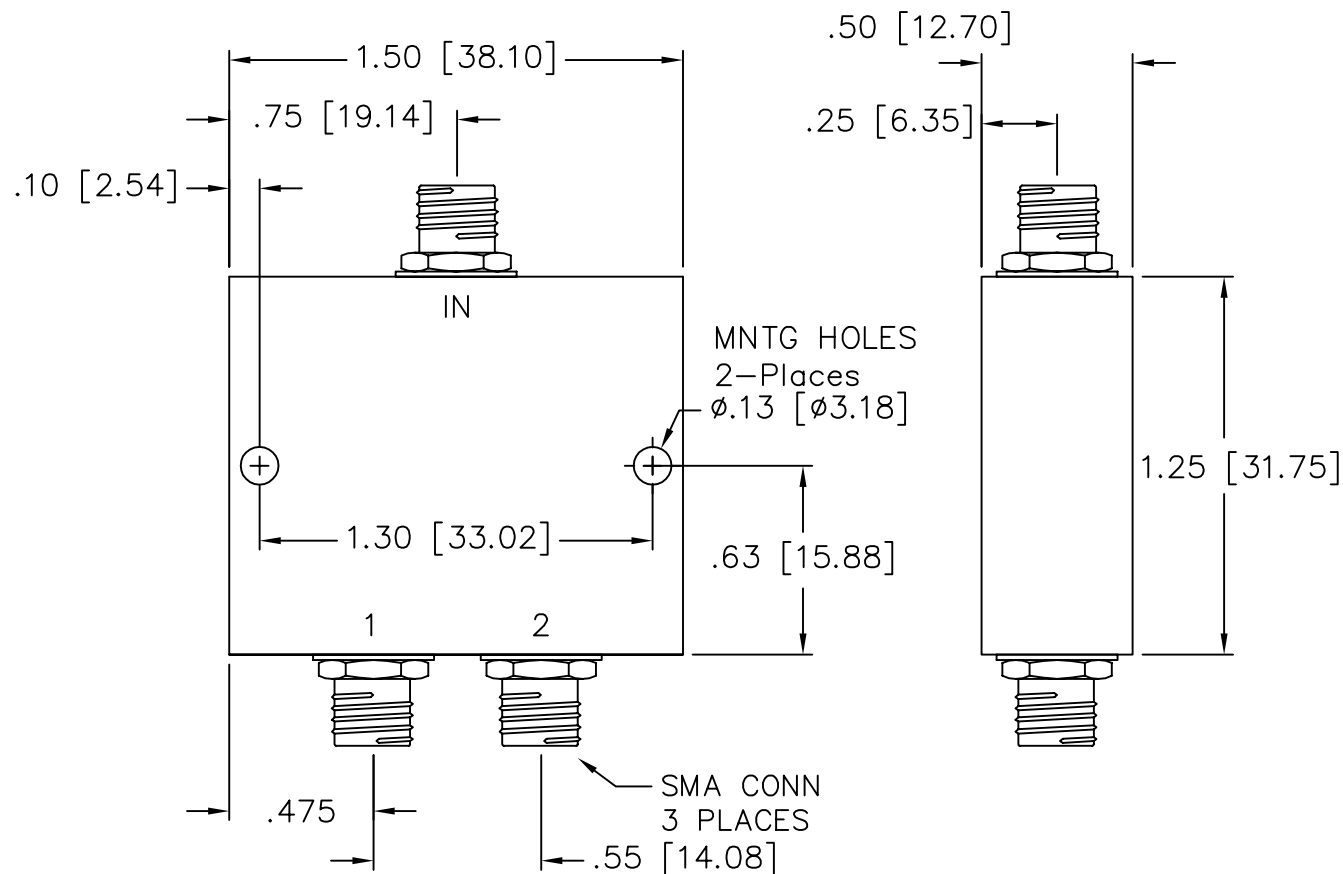 .50 [12.70]
1.50 [38.10]
.75 [19.14]
.25 [6.35]
.10 [2.54]
IN
MNTG HOLES
2-Places
ø.13 [ø3.18]
1.25 [31.75]
1.30 [33.02]
.63 [15.88]
1
2
SMA CONN
3 PLACES
.475
.55 [14.08]